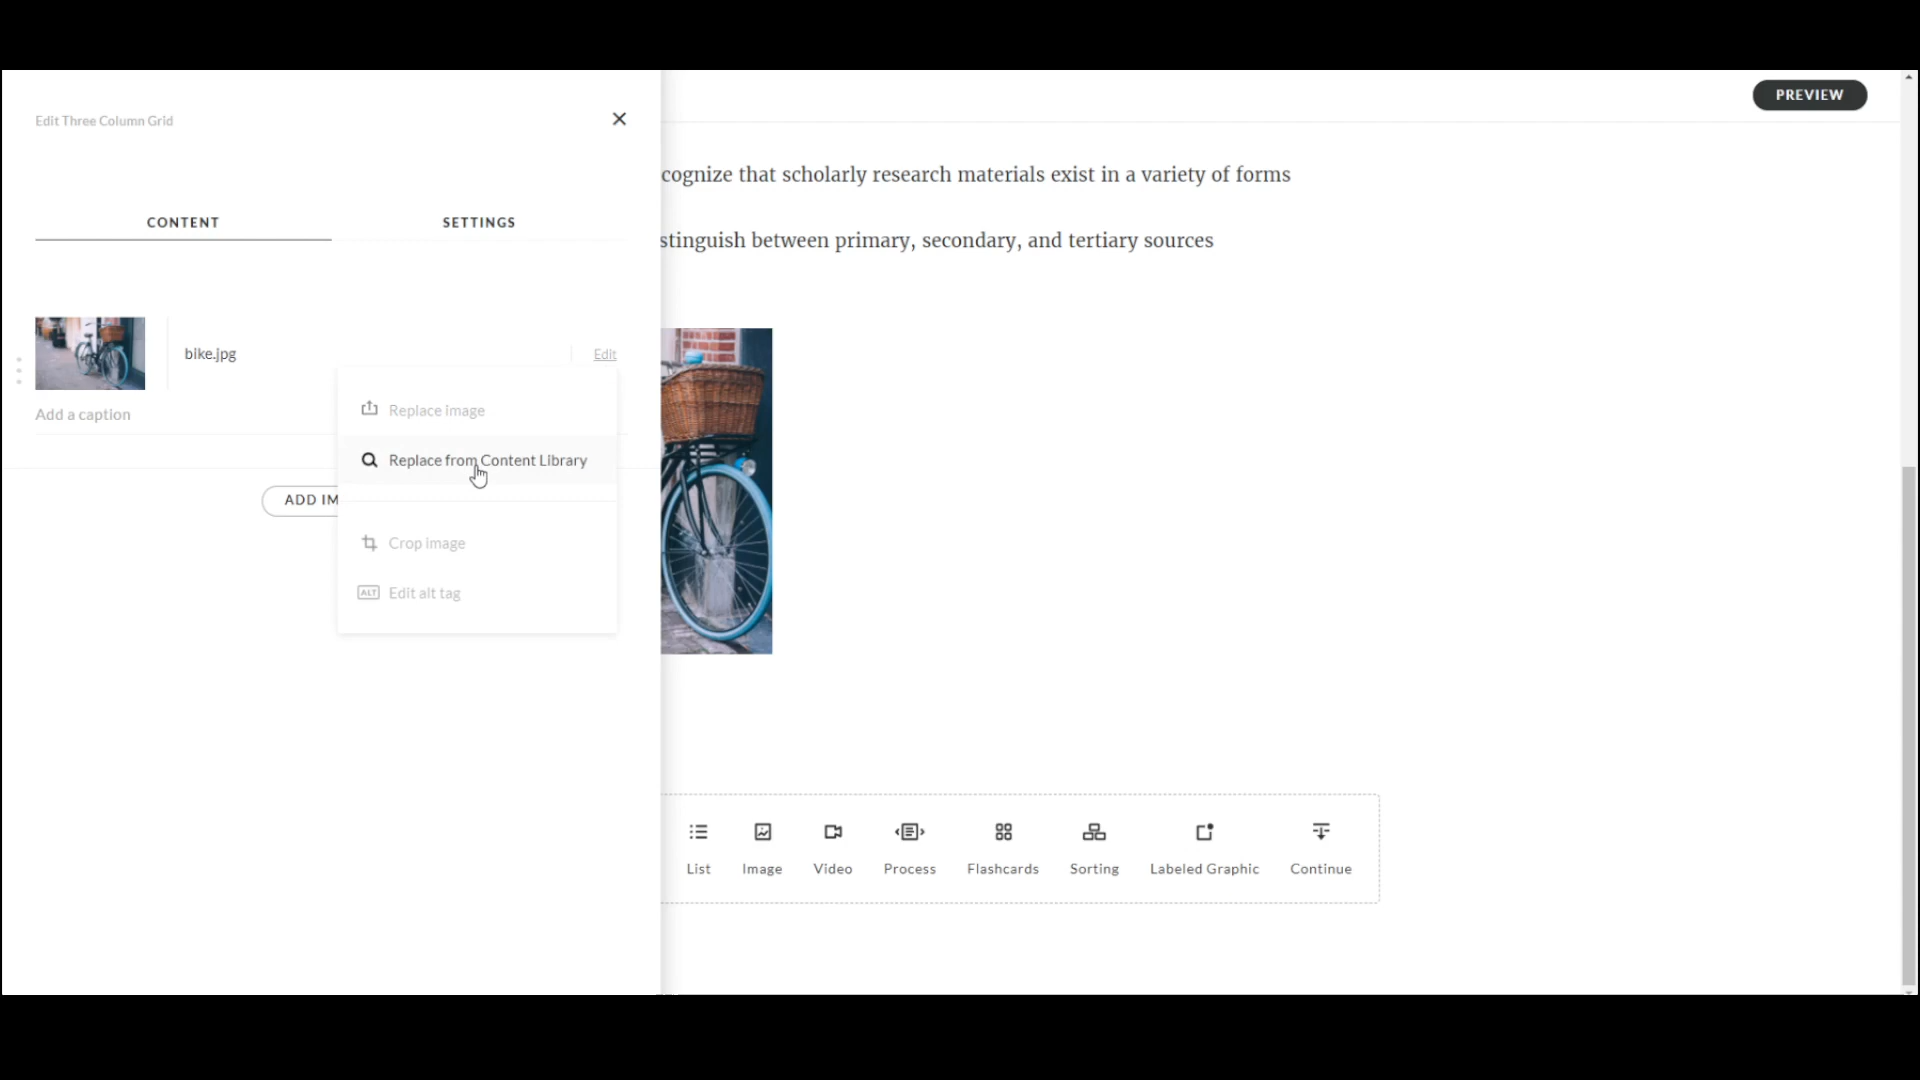 Edit Three Column Grid
PREVIEW
cognize that scholarly research materials exist in a variety of forms
CONTENT
SETTINGS
stinguish between primary, secondary, and tertiary sources
bike.jpg
Edit
Add a caption
Replace image
Replace from Content Library
ADD IM
Crop image
ALT Edit alt tag
List
Image
Video
Process
Flashcards
Sorting
Labeled Graphic
Continue